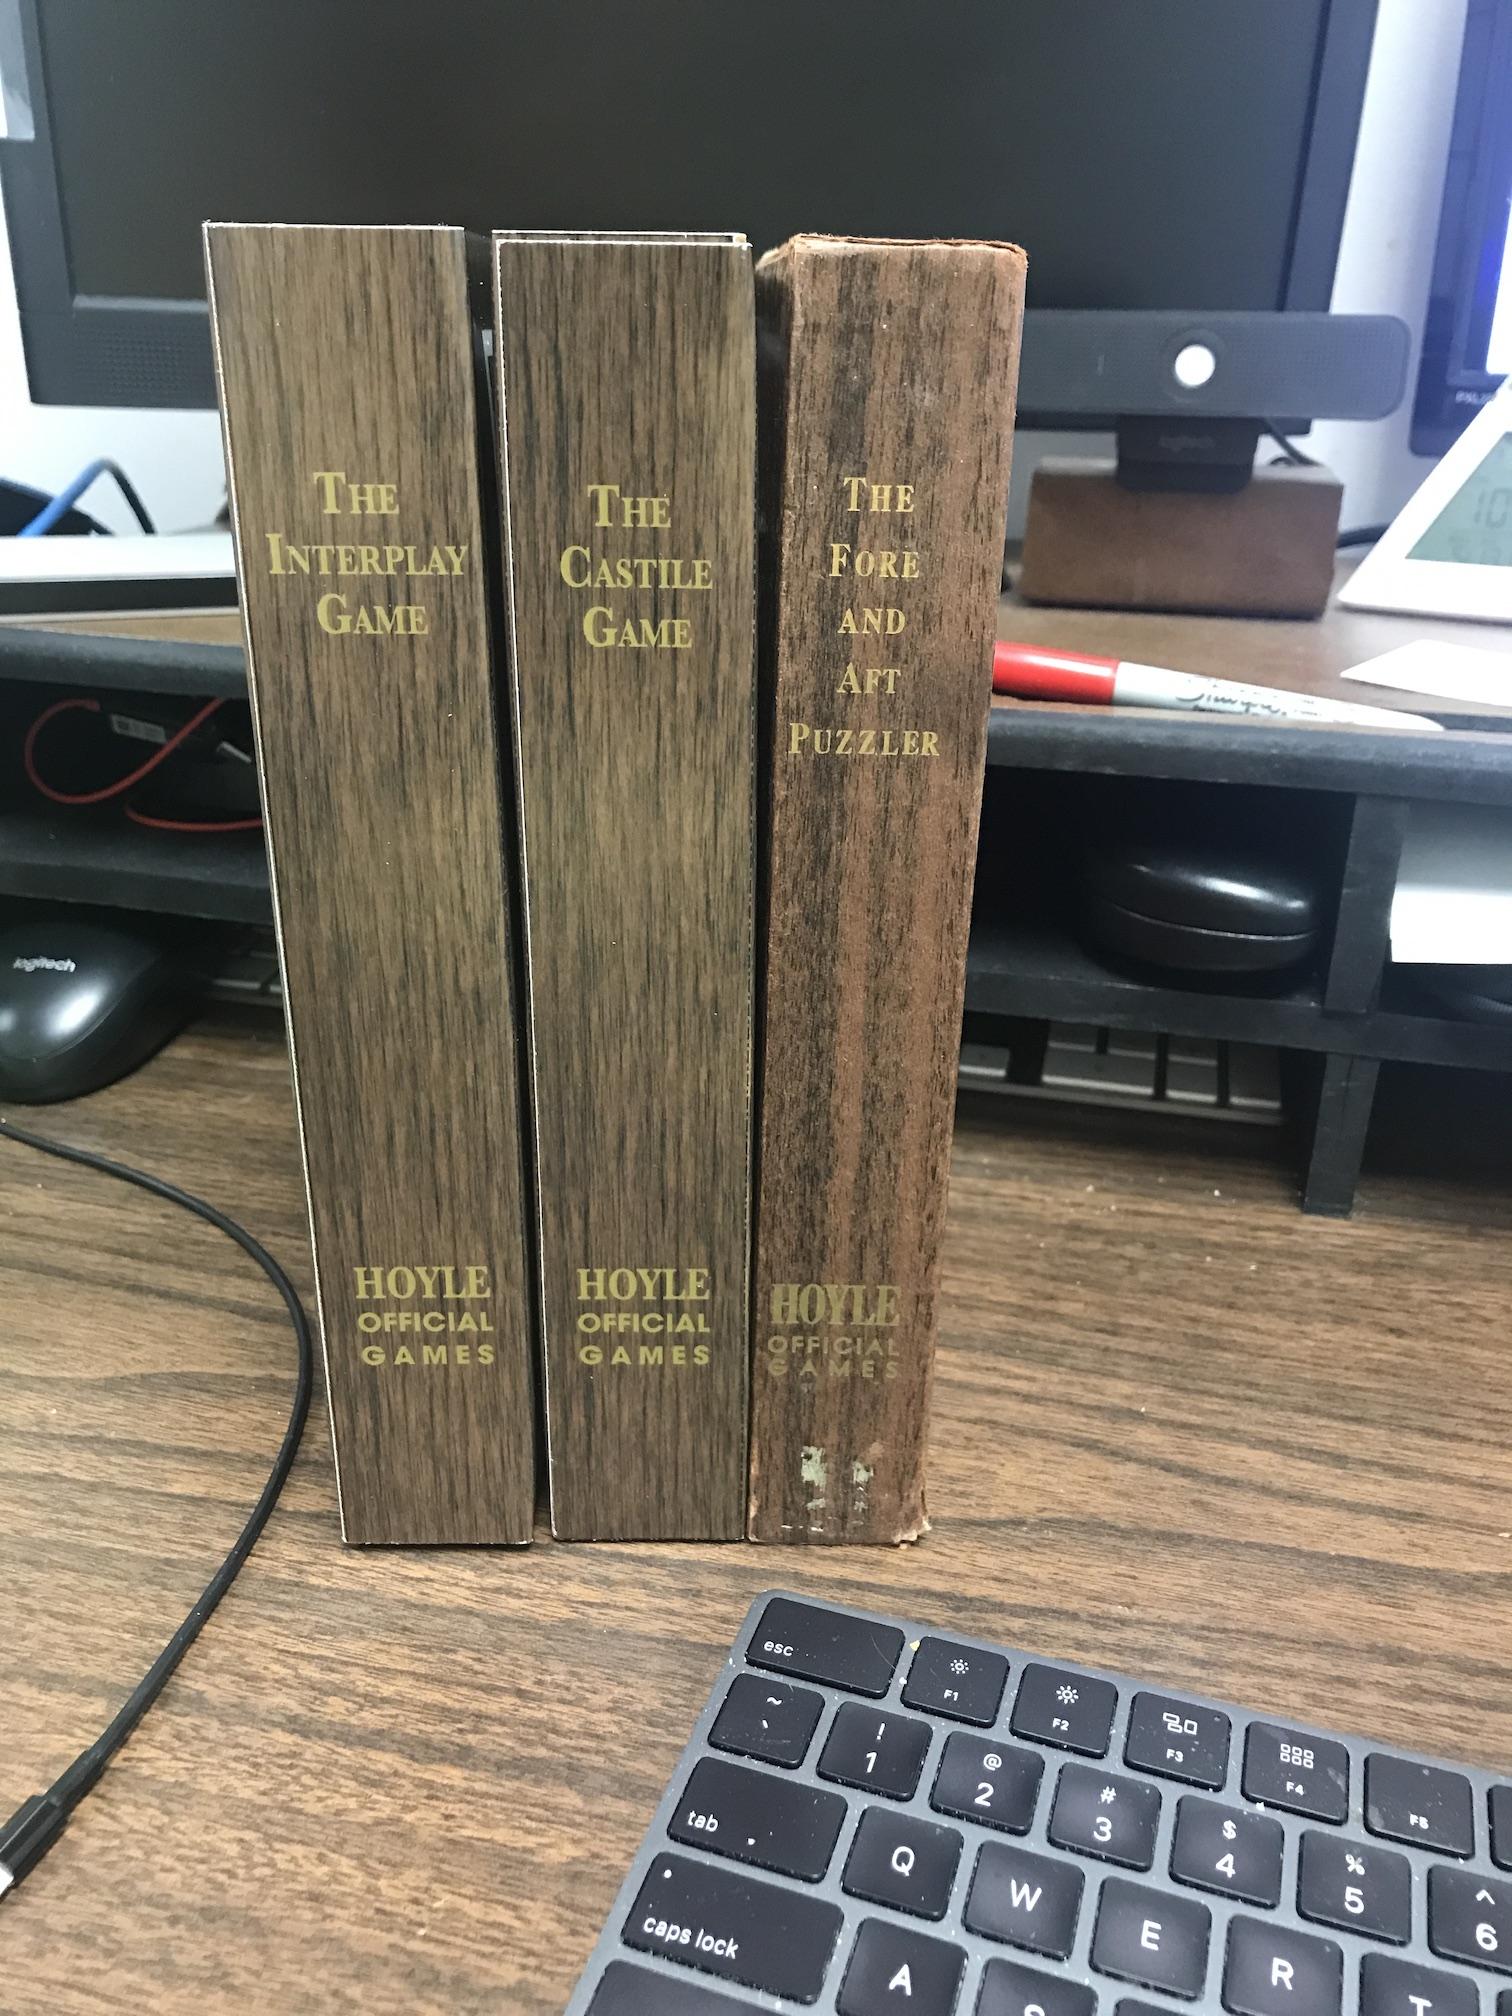 THE
INTERPLAY
GAME
HOYLE
OFFICIAL
GAMES
THE
CASTILE
GAME
HOYLE
OFFICIAL
GAMES
THE
FORE
AND
AFT
PUZZLER
HOYLE
OFFICIAL
GAMES
logitech
Sharpie
esc
F1
F2
F3
F4
F5
~
`
!
1
@
2
#
3
$
4
%
5
^
6
tab
Q
W
E
R
T
caps lock
A
S